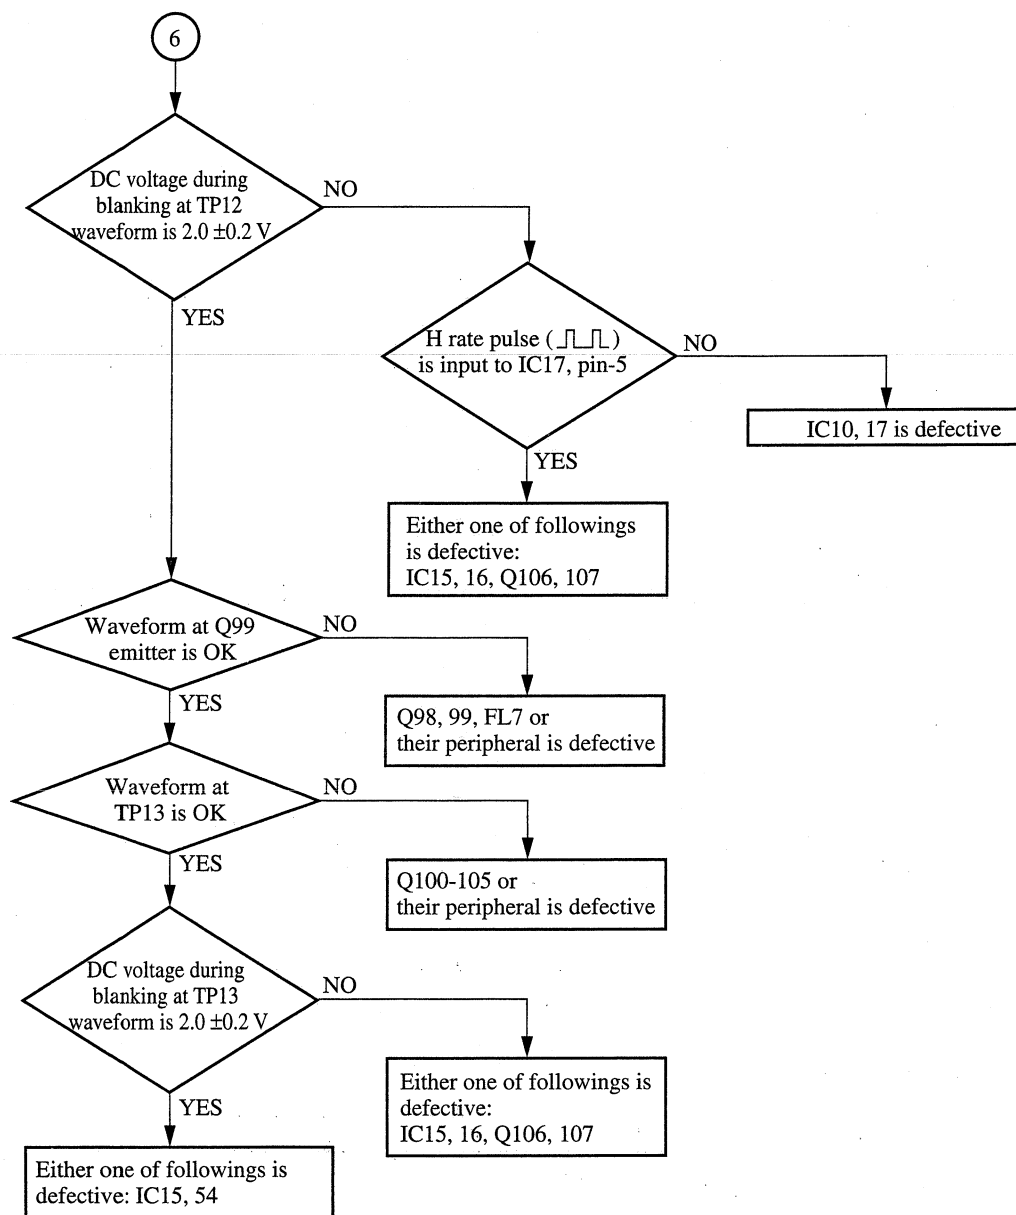 6
DC voltage during
blanking at TP12
waveform is 2.0 ±0.2 V
NO
YES
H rate pulse ( )
is input to IC17, pin-5
NO
IC10, 17 is defective
YES
Either one of followings
is defective:
IC15, 16, Q106, 107
Waveform at Q99
emitter is OK
NO
YES
Q98, 99, FL7 or
their peripheral is defective
Waveform at
TP13 is OK
NO
YES
Q100-105 or
their peripheral is defective
DC voltage during
blanking at TP13
waveform is 2.0 ±0.2 V
NO
YES
Either one of followings is
defective:
IC15, 16, Q106, 107
Either one of followings is
defective: IC15, 54